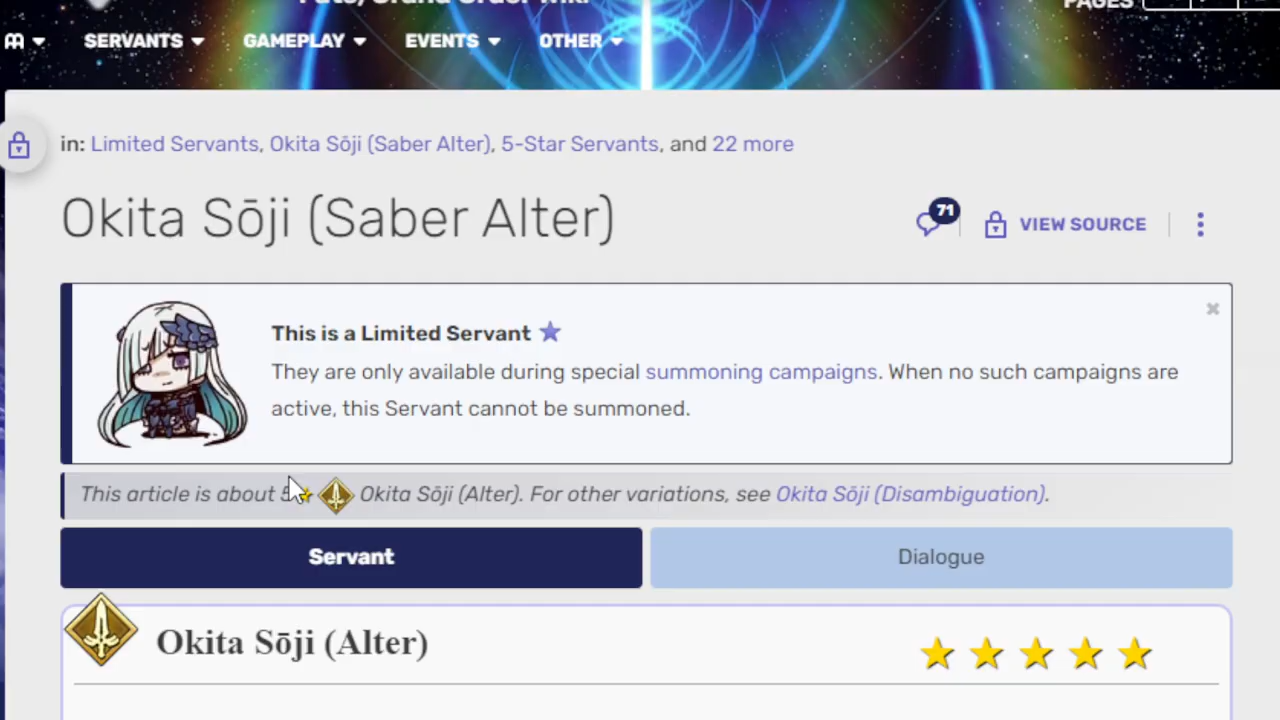 SERVANTS
GAMEPLAY
EVENTS
OTHER
PAGES
in: Limited Servants, Okita Sōji (Saber Alter), 5-Star Servants, and 22 more
Okita Sōji (Saber Alter)
71
VIEW SOURCE
This is a Limited Servant
They are only available during special summoning campaigns. When no such campaigns are
active, this Servant cannot be summoned.
This article is about 5 Okita Sōji (Alter). For other variations, see Okita Sōji (Disambiguation).
Servant
Dialogue
Okita Sōji (Alter)